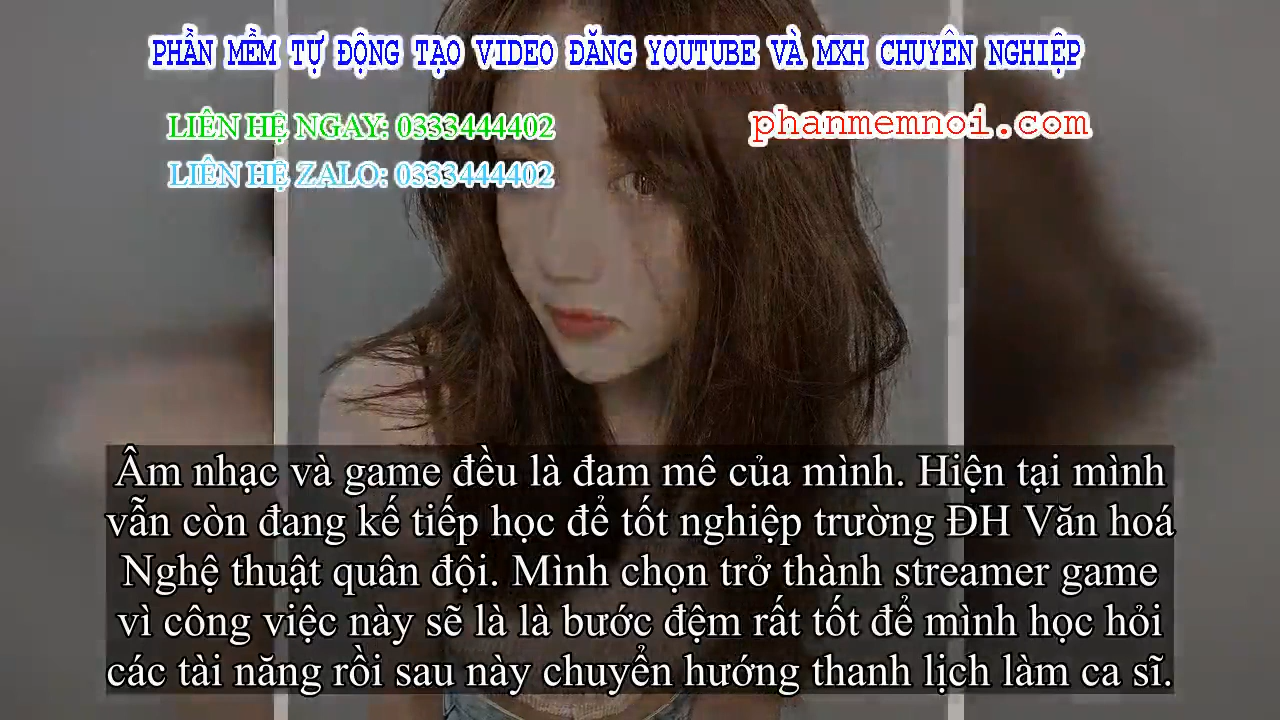 PHẦN MỀM TỰ ĐỘNG TẠO VIDEO ĐĂNG YOUTUBE VÀ MXH CHUYÊN NGHIỆP
LIÊN HỆ NGAY: 0333444402
phanmemnoi.com
LIÊN HỆ ZALO: 0333444402
Âm nhạc và game đều là đam mê của mình. Hiện tại mình
vẫn còn đang kế tiếp học để tốt nghiệp trường ĐH Văn hoá
Nghệ thuật quân đội. Mình chọn trở thành streamer game
vì công việc này sẽ là là bước đệm rất tốt để mình học hỏi
các tài năng rồi sau này chuyển hướng thanh lịch làm ca sĩ.